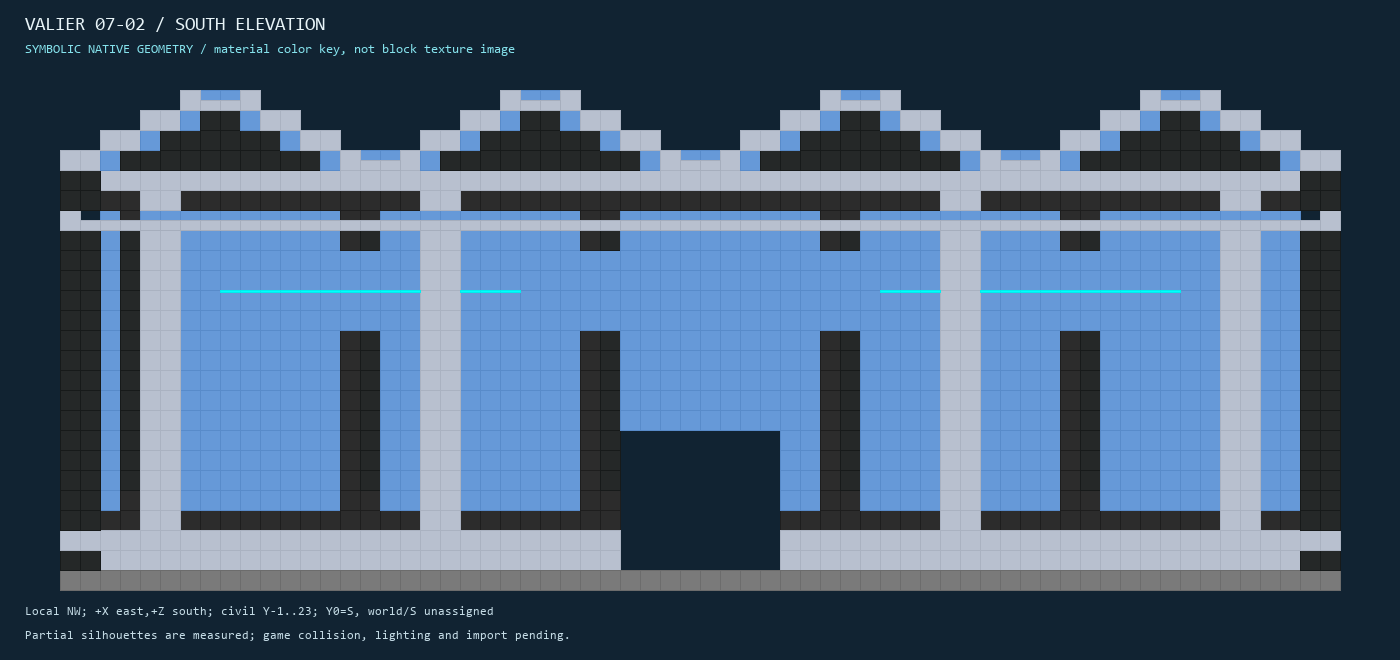 VALIER 07-02 / SOUTH ELEVATION
SYMBOLIC NATIVE GEOMETRY / material color key, not block texture image
Local NW; +X east,+Z south; civil Y-1..23; Y0=S, world/S unassigned
Partial silhouettes are measured; game collision, lighting and import pending.